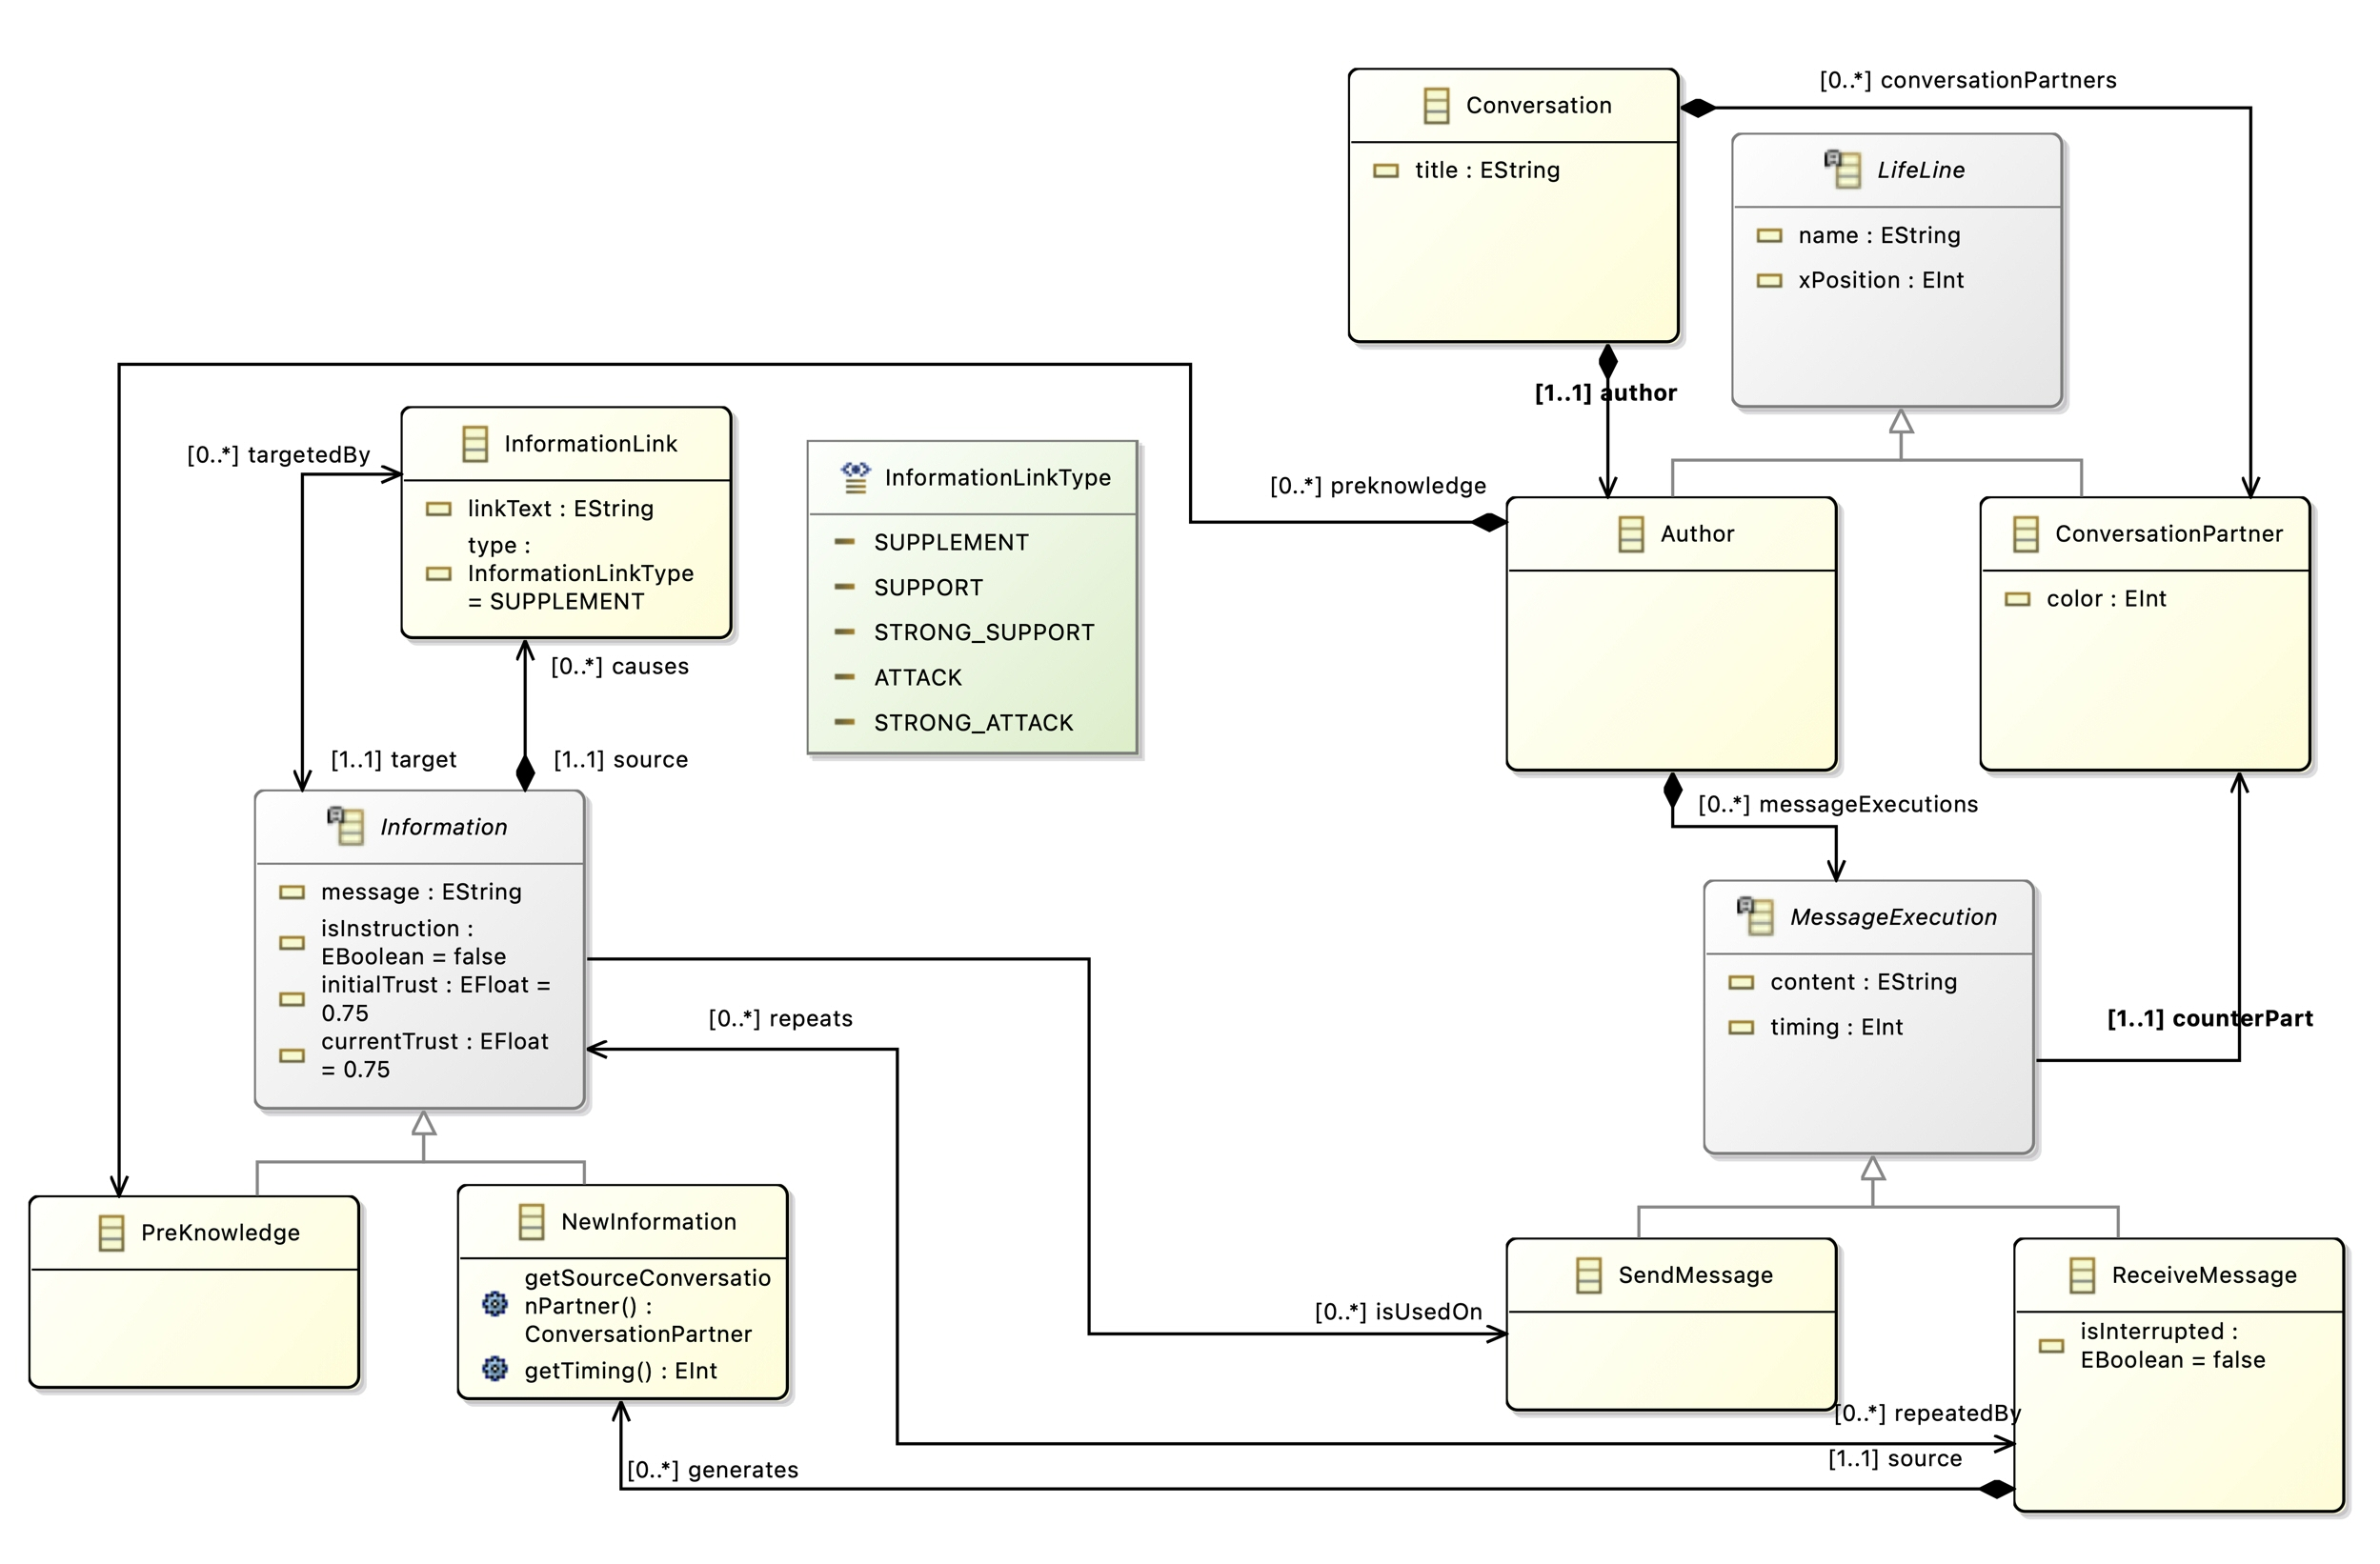 [0..*] conversationPartners
Conversation
title : EString
LifeLine
name : EString
xPosition : EInt
[1..1] author
InformationLink
[0..*] targetedBy
linkText : EString
type :
InformationLinkType
= SUPPLEMENT
InformationLinkType
SUPPLEMENT
SUPPORT
STRONG_SUPPORT
ATTACK
STRONG_ATTACK
[0..*] preknowledge
Author
ConversationPartner
color : EInt
[0..*] causes
[1..1] target
[1..1] source
[0..*] messageExecutions
Information
message : EString
isInstruction :
EBoolean = false
initialTrust : EFloat =
0.75
currentTrust : EFloat
= 0.75
MessageExecution
content : EString
timing : EInt
[0..*] repeats
[1..1] counterPart
PreKnowledge
NewInformation
getSourceConversatio
nPartner() :
ConversationPartner
getTiming() : EInt
[0..*] isUsedOn
SendMessage
ReceiveMessage
isInterrupted :
EBoolean = false
[0..*] repeatedBy
[1..1] source
[0..*] generates